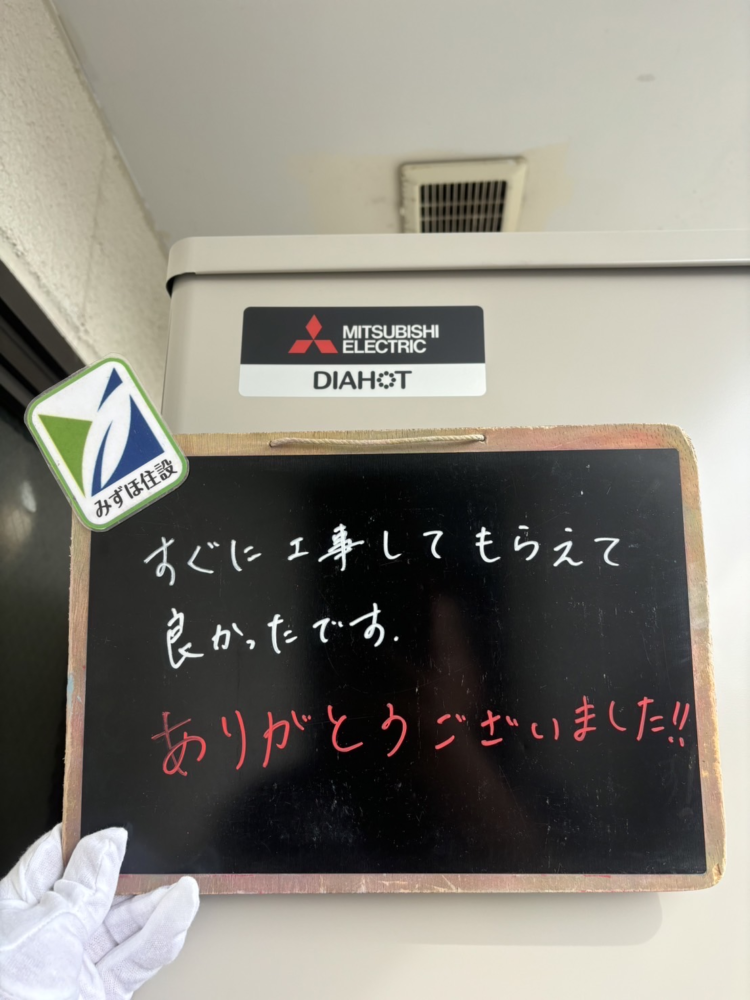 MITSUBISHI
ELECTRIC
DIAHOT
みずほ住設
すぐに工事してもらえて
良かったです.
ありがとうございました!!